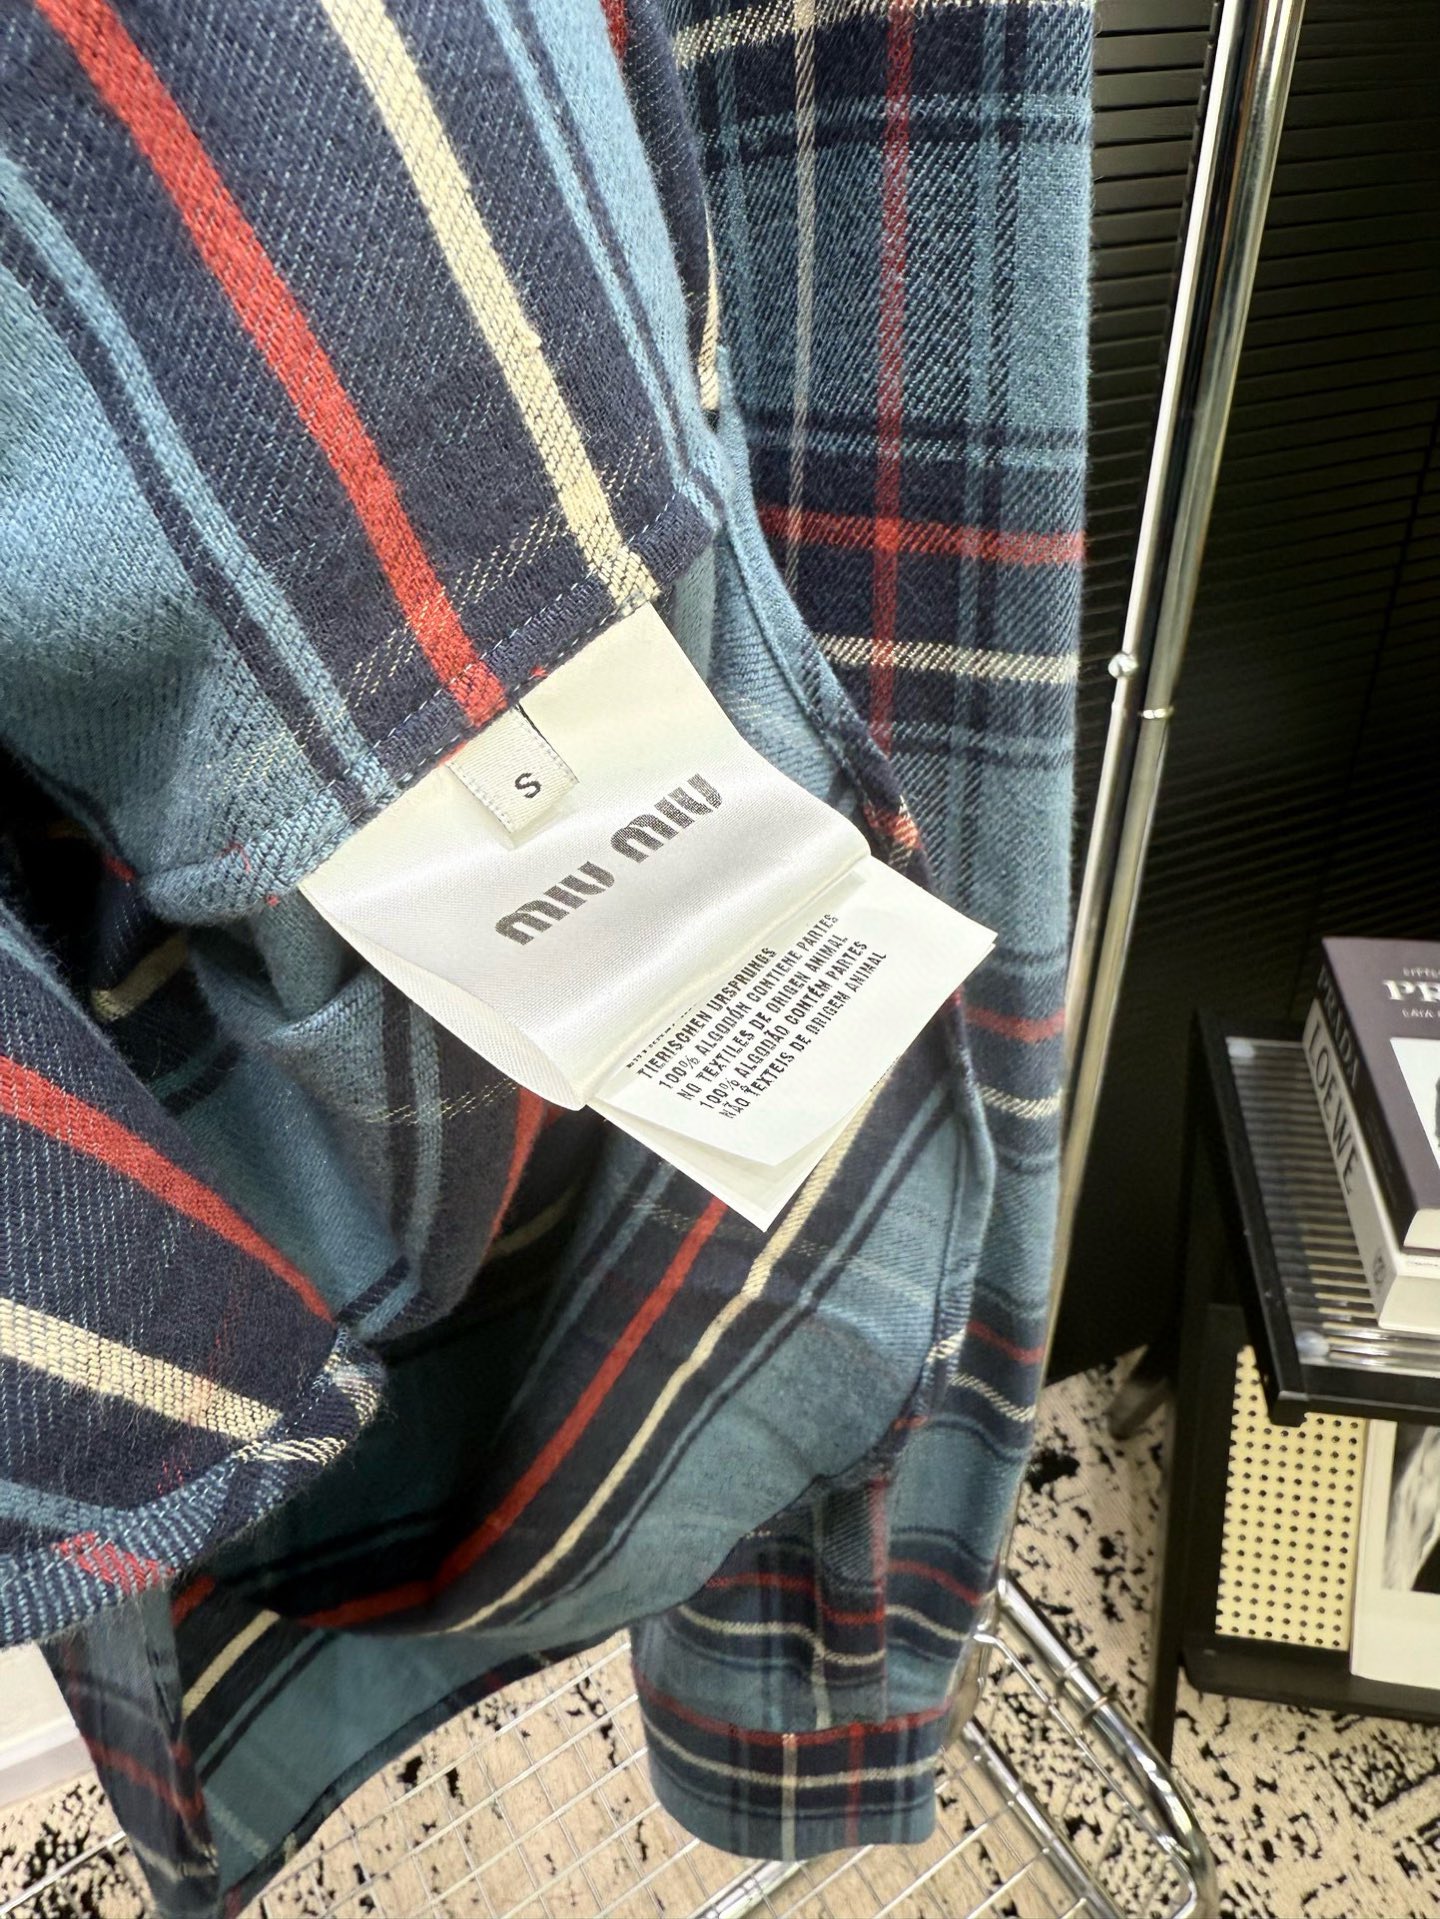 S
MIU MIU
TIERISCHEN URSPRUNGS
100% ALGODÓN CONTIENE PARTES
NO TEXTILES DE ORIGEN ANIMAL
100% ALGODÃO CONTÉM PARTES
NÃO TEXTEIS DE ORIGEM ANIMAL
PR
PRADA
LOEWE